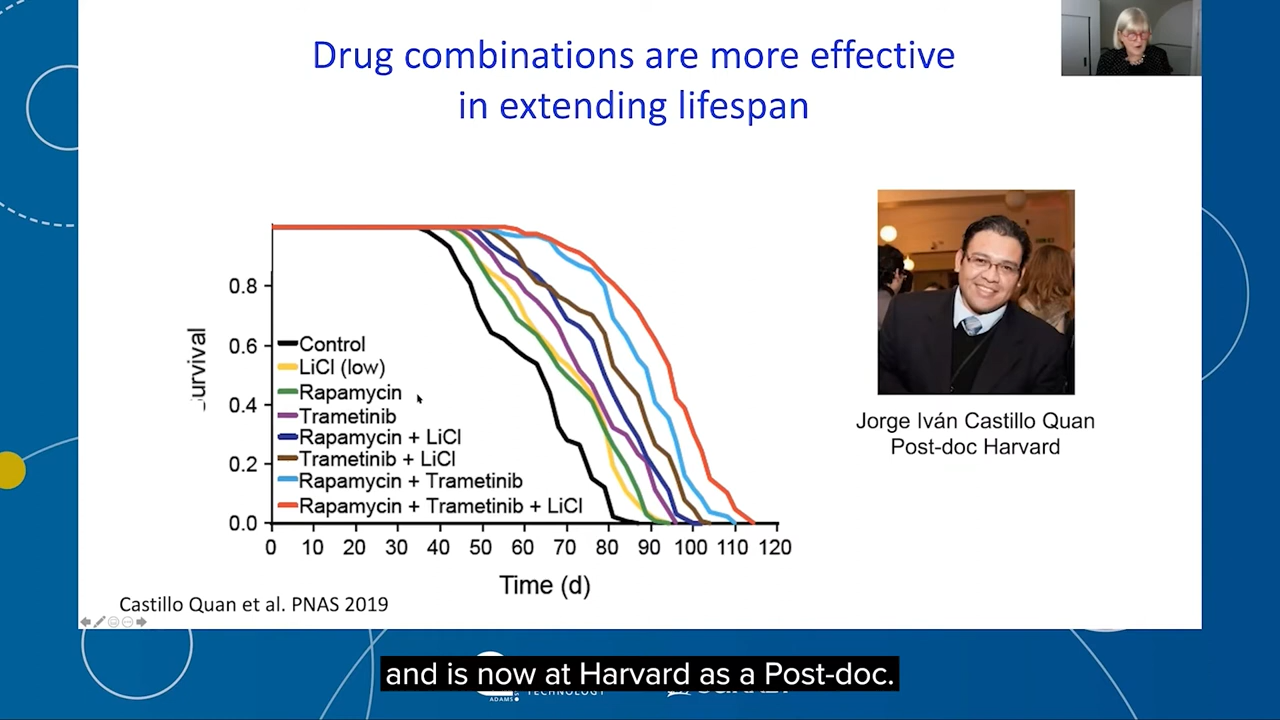 Drug combinations are more effective
in extending lifespan
0.8
0.6
0.4
0.2
0.0
Control
LiCl (low)
Rapamycin
Trametinib
Rapamycin + LiCl
Trametinib + LiCl
Rapamycin + Trametinib
Rapamycin + Trametinib + LiCl
0 10 20 30 40 50 60 70 80 90 100 110 120
Time (d)
Jorge Iván Castillo Quan
Post-doc Harvard
Castillo Quan et al. PNAS 2019
and is now at Harvard as a Post-doc.
ADAMS
TECHNOLOGY